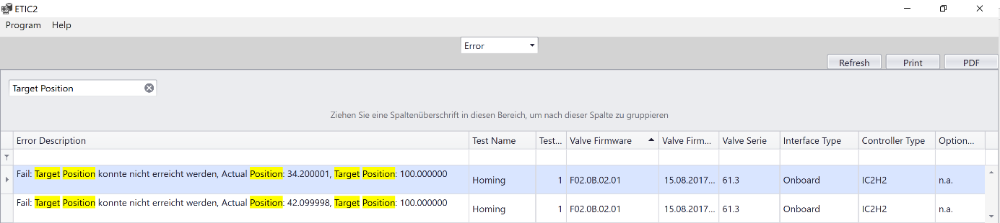 ETIC2
Program Help
Error
Refresh Print PDF
Target Position
Ziehen Sie eine Spaltenüberschrift in diesen Bereich, um nach dieser Spalte zu gruppieren
Error Description Test Name Test... Valve Firmware Valve Firm... Valve Serie Interface Type Controller Type Option...
Fail: Target Position konnte nicht erreicht werden, Actual Position: 34.200001, Target Position: 100.000000 Homing 1 F02.0B.02.01 15.08.2017... 61.3 Onboard IC2H2 n.a.
Fail: Target Position konnte nicht erreicht werden, Actual Position: 42.099998, Target Position: 100.000000 Homing 1 F02.0B.02.01 15.08.2017... 61.3 Onboard IC2H2 n.a.